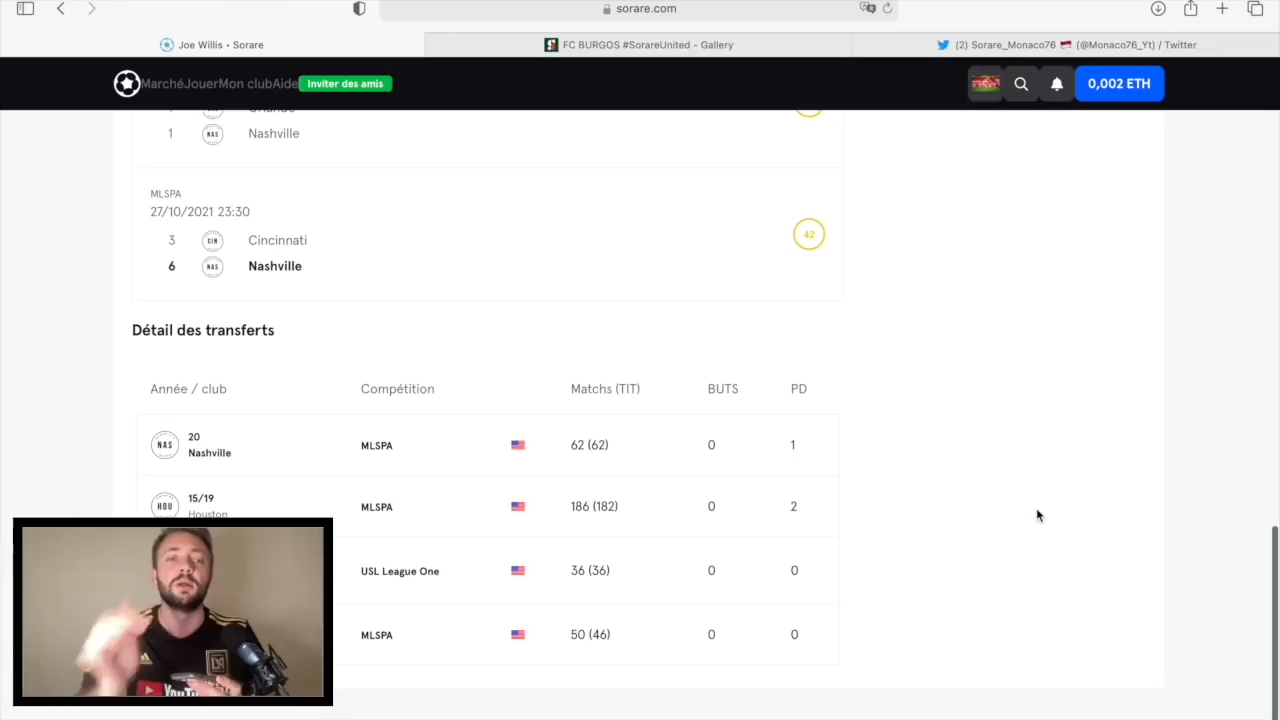 sorare.com
Joe Willis • Sorare
FC BURGOS #SorareUnited - Gallery
(2) Sorare_Monaco76 🇲🇨 (@Monaco76_Yt) / Twitter
MarchéJouerMon clubAide
Inviter des amis
0,002 ETH
1 NAS Nashville
MLSPA
27/10/2021 23:30
3 CIN Cincinnati
42
6 NAS Nashville
Détail des transferts
Année / club Compétition Matchs (TIT) BUTS PD
NAS 20 Nashville MLSPA 62 (62) 0 1
HOU 15/19 Houston MLSPA 186 (182) 0 2
USL League One 36 (36) 0 0
MLSPA 50 (46) 0 0